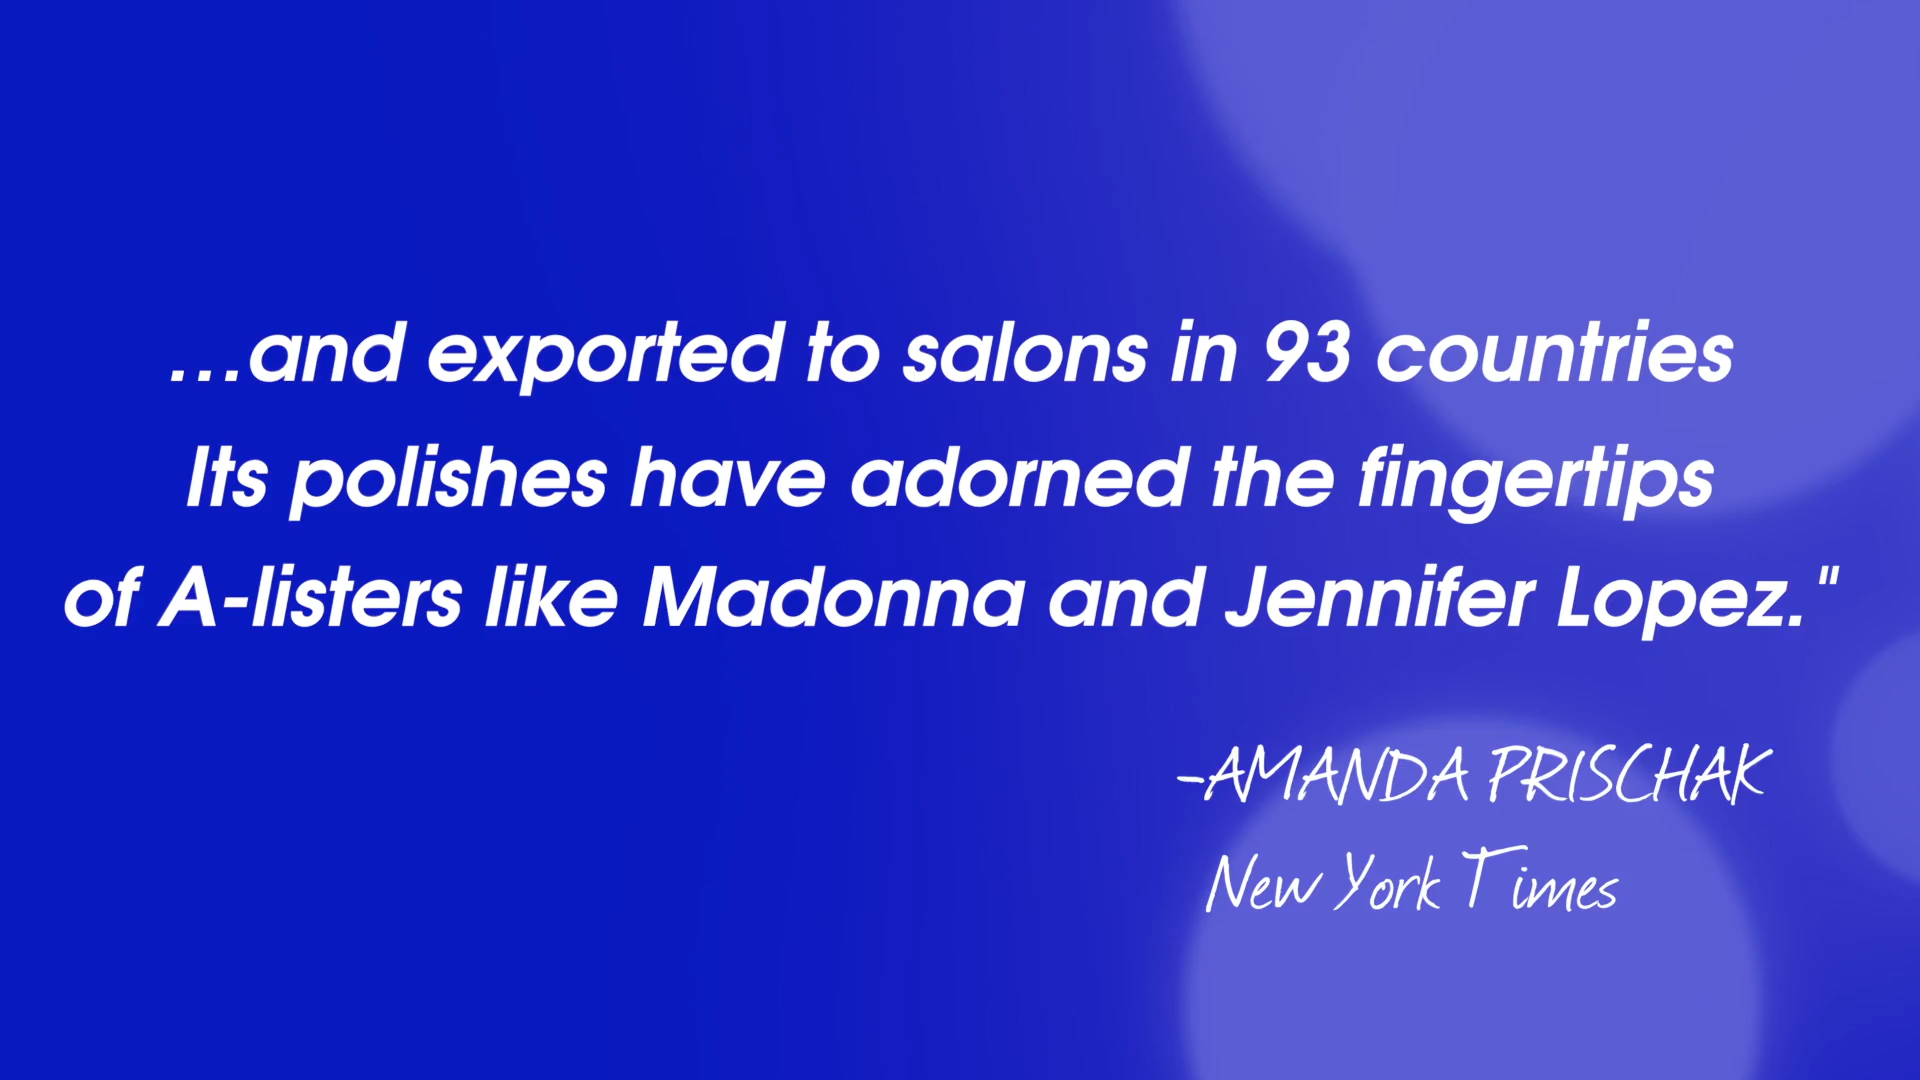 ...and exported to salons in 93 countries
Its polishes have adorned the fingertips
of A-listers like Madonna and Jennifer Lopez."
-AMANDA PRISCHAK
New York Times